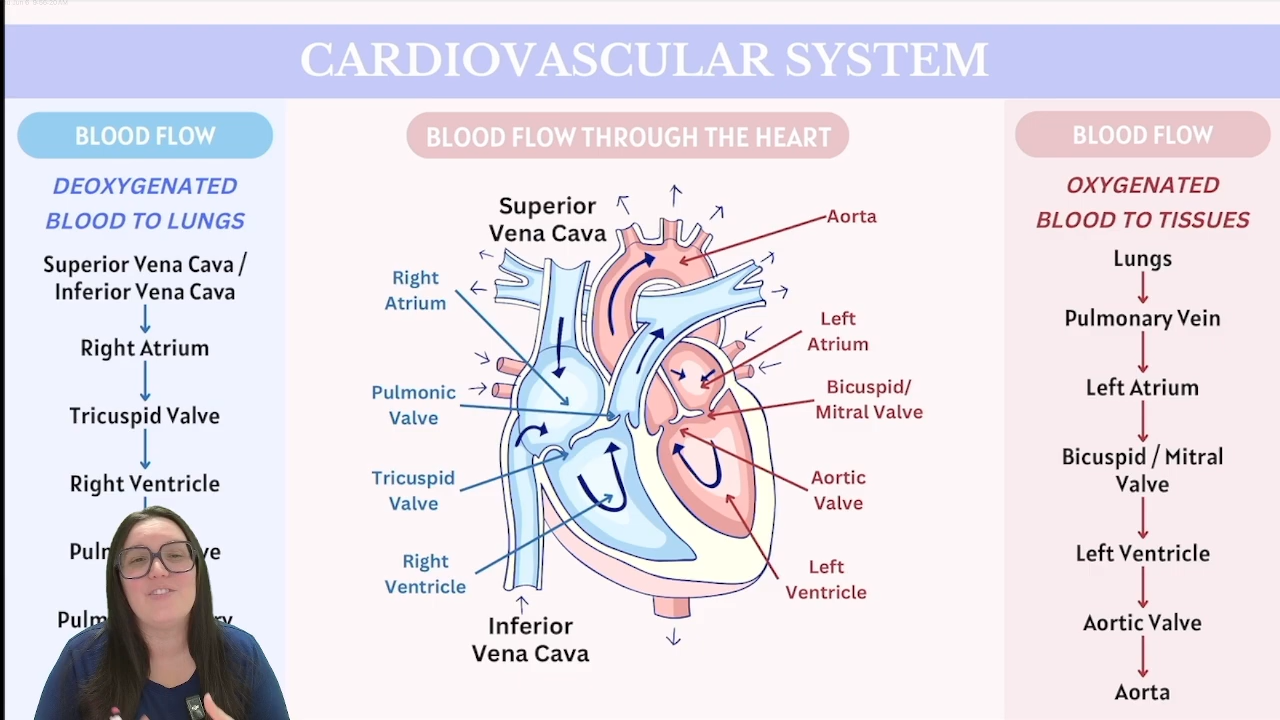 CARDIOVASCULAR SYSTEM
BLOOD FLOW
DEOXYGENATED
BLOOD TO LUNGS
Superior Vena Cava /
Inferior Vena Cava
Right Atrium
Tricuspid Valve
Right Ventricle
BLOOD FLOW THROUGH THE HEART
Superior
Vena Cava
Aorta
Right
Atrium
Left
Atrium
Pulmonic
Valve
Bicuspid/
Mitral Valve
Tricuspid
Valve
Aortic
Valve
Right
Ventricle
Left
Ventricle
Inferior
Vena Cava
BLOOD FLOW
OXYGENATED
BLOOD TO TISSUES
Lungs
Pulmonary Vein
Left Atrium
Bicuspid / Mitral
Valve
Left Ventricle
Aortic Valve
Aorta